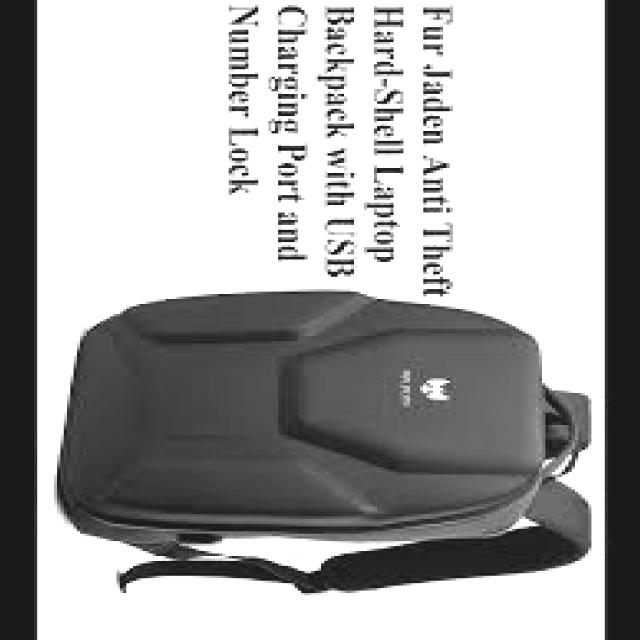 Fur Jaden Anti Theft
Hard-Shell Laptop
Backpack with USB
Charging Port and
Number Lock